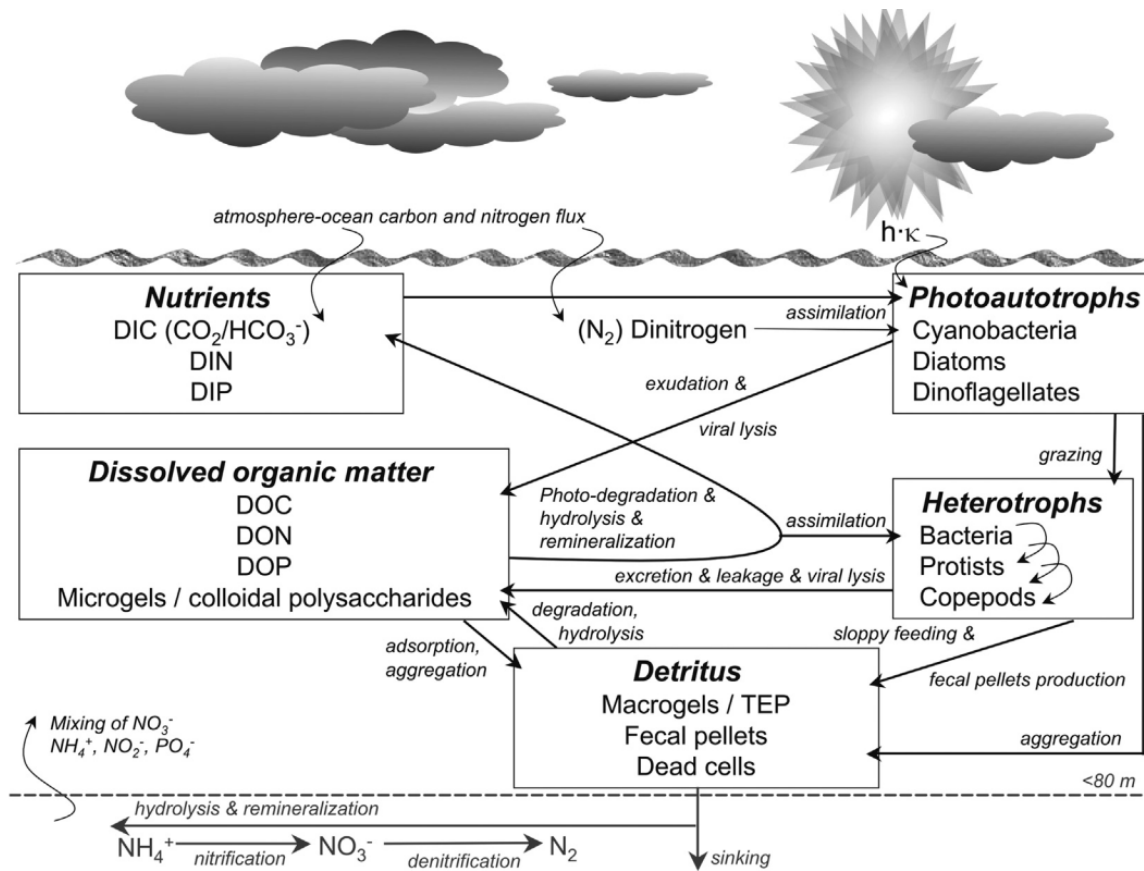 atmosphere-ocean carbon and nitrogen flux
h·κ
Nutrients
DIC (CO₂/HCO₃⁻)
DIN
DIP
assimilation
(N₂) Dinitrogen
Photoautotrophs
Cyanobacteria
Diatoms
Dinoflagellates
exudation &
viral lysis
grazing
Dissolved organic matter
DOC
DON
DOP
Microgels / colloidal polysaccharides
Photo-degradation &
hydrolysis &
remineralization
assimilation
Heterotrophs
Bacteria
Protists
Copepods
excretion & leakage & viral lysis
degradation,
hydrolysis
adsorption,
aggregation
sloppy feeding &
fecal pellets production
Detritus
Macrogels / TEP
Fecal pellets
Dead cells
aggregation
Mixing of NO₃⁻
NH₄⁺, NO₂⁻, PO₄⁻
<80 m
hydrolysis & remineralization
NH₄⁺
nitrification
NO₃⁻
denitrification
N₂
sinking